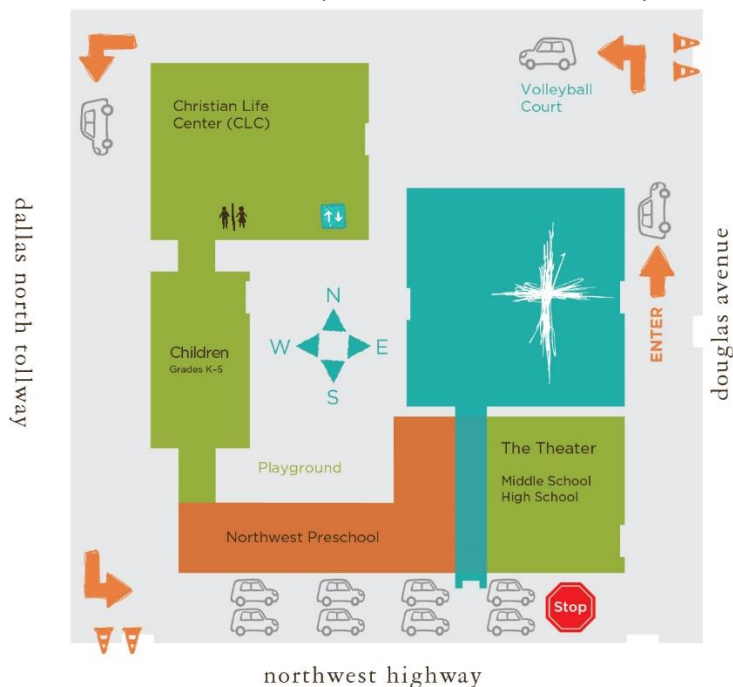 Christian Life
Center (CLC)
Volleyball
Court
dallas north tollway
N
W
E
S
Children
Grades K–5
ENTER
douglas avenue
Playground
The Theater
Middle School
High School
Northwest Preschool
Stop
northwest highway